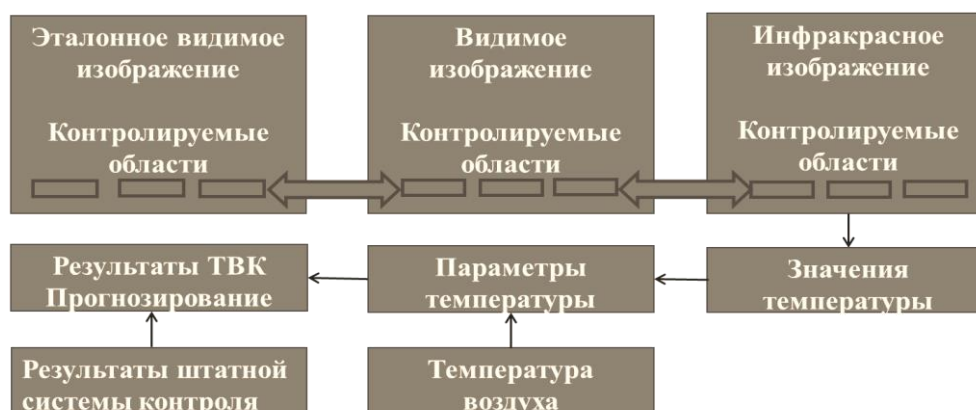 Эталонное видимое
изображение
Контролируемые
области
Видимое
изображение
Контролируемые
области
Инфракрасное
изображение
Контролируемые
области
Результаты ТВК
Прогнозирование
Параметры
температуры
Значения
температуры
Результаты штатной
системы контроля
Температура
воздуха